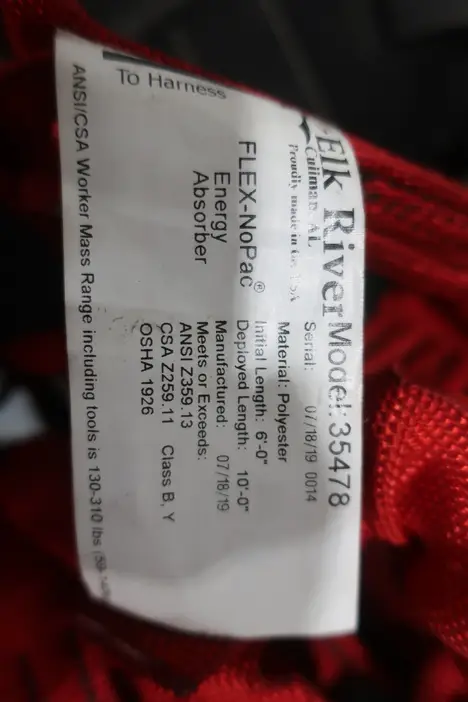 To Harness
Elk River
Cullman, AL
Proudly made in USA
FLEX-NoPac®
Energy
Absorber
Model: 35478
Serial: 07/18/19 0014
Material: Polyester
Initial Length: 6'-0"
Deployed Length: 10'-0"
Manufactured: 07/18/19
Meets or Exceeds:
ANSI Z359.13
CSA Z259.11 Class B, Y
OSHA 1926
ANSI/CSA Worker Mass Range including tools is 130-310 lbs